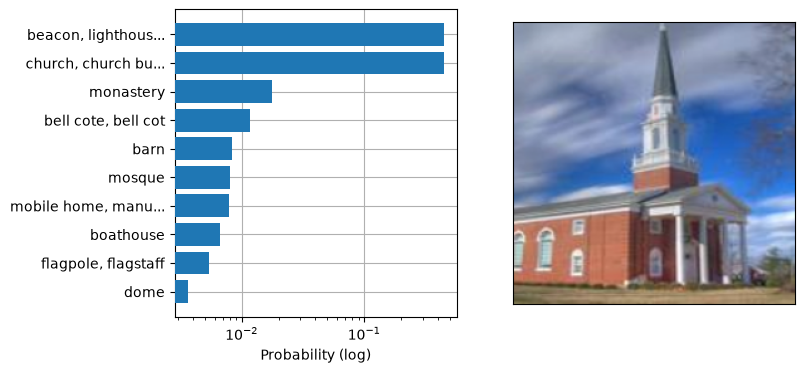 beacon, lighthous...
church, church bu...
monastery
bell cote, bell cot
barn
mosque
mobile home, manu...
boathouse
flagpole, flagstaff
dome
10⁻²
10⁻¹
Probability (log)